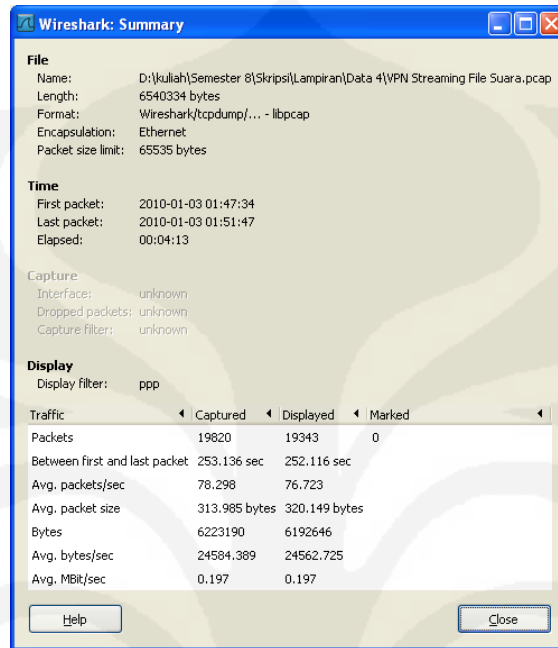 Wireshark: Summary
File
Name: D:\kuliah\Semester 8\Skripsi\Lampiran\Data 4\VPN Streaming File Suara.pcap
Length: 6540334 bytes
Format: Wireshark/tcpdump/... - libpcap
Encapsulation: Ethernet
Packet size limit: 65535 bytes
Time
First packet: 2010-01-03 01:47:34
Last packet: 2010-01-03 01:51:47
Elapsed: 00:04:13
Capture
Interface: unknown
Dropped packets: unknown
Capture filter: unknown
Display
Display filter: ppp
Traffic Captured Displayed Marked
Packets 19820 19343 0
Between first and last packet 253.136 sec 252.116 sec
Avg. packets/sec 78.298 76.723
Avg. packet size 313.985 bytes 320.149 bytes
Bytes 6223190 6192646
Avg. bytes/sec 24584.389 24562.725
Avg. MBit/sec 0.197 0.197
Help Close